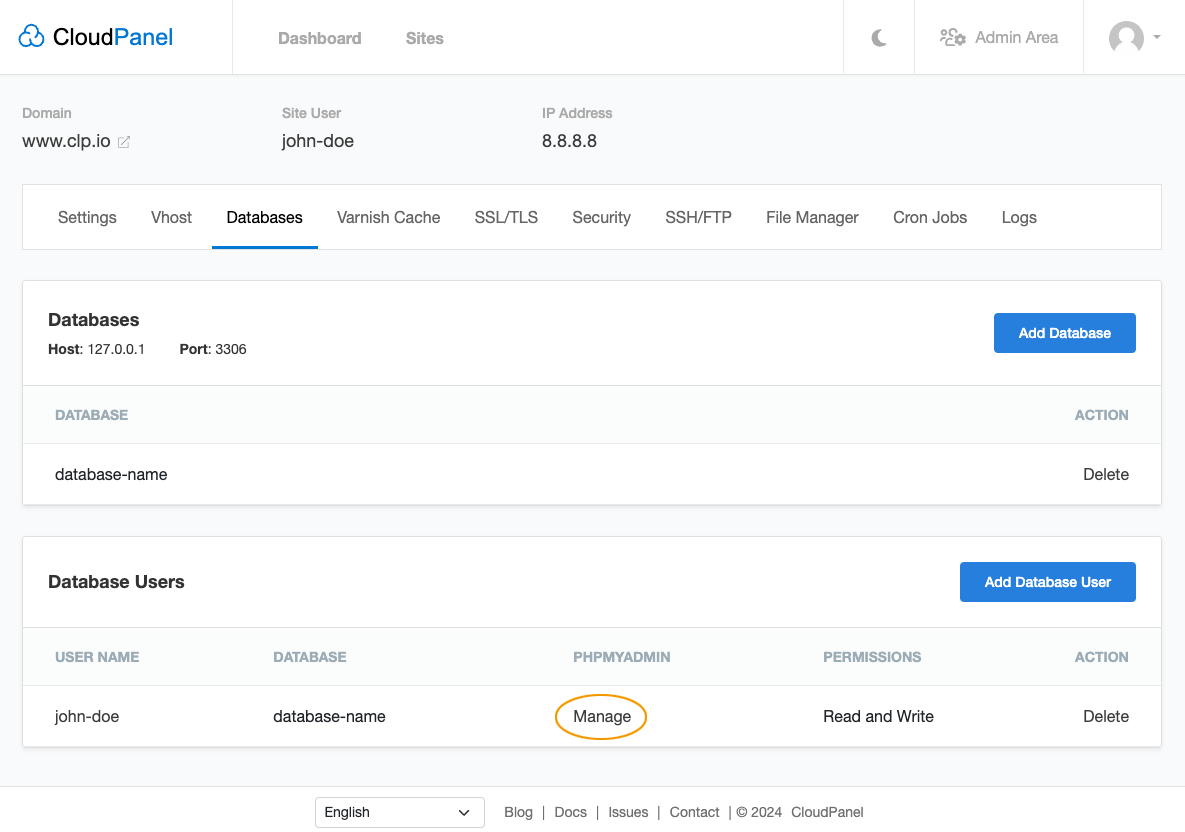 CloudPanel Dashboard Sites Admin Area
Domain Site User IP Address
www.clp.io john-doe 8.8.8.8
Settings Vhost Databases Varnish Cache SSL/TLS Security SSH/FTP File Manager Cron Jobs Logs
Databases
Host: 127.0.0.1 Port: 3306
Add Database
DATABASE ACTION
database-name Delete
Database Users
Add Database User
USER NAME DATABASE PHPMYADMIN PERMISSIONS ACTION
john-doe database-name Manage Read and Write Delete
English Blog | Docs | Issues | Contact | © 2024 CloudPanel